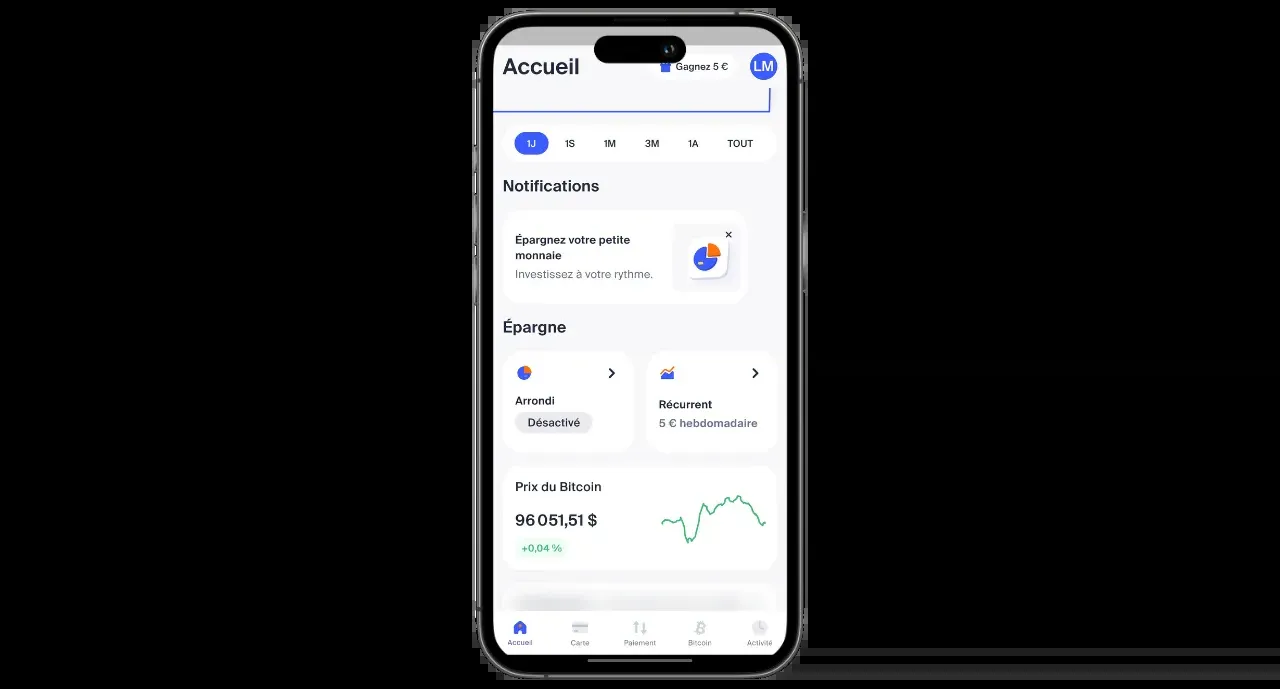 Accueil
Gagnez 5 €
LM
1J 1S 1M 3M 1A TOUT
Notifications
Épargnez votre petite
monnaie
Investissez à votre rythme.
Épargne
Arrondi
Désactivé
Récurrent
5 € hebdomadaire
Prix du Bitcoin
96 051,51 $
+0,04 %
Accueil Carte Paiement Bitcoin Activité